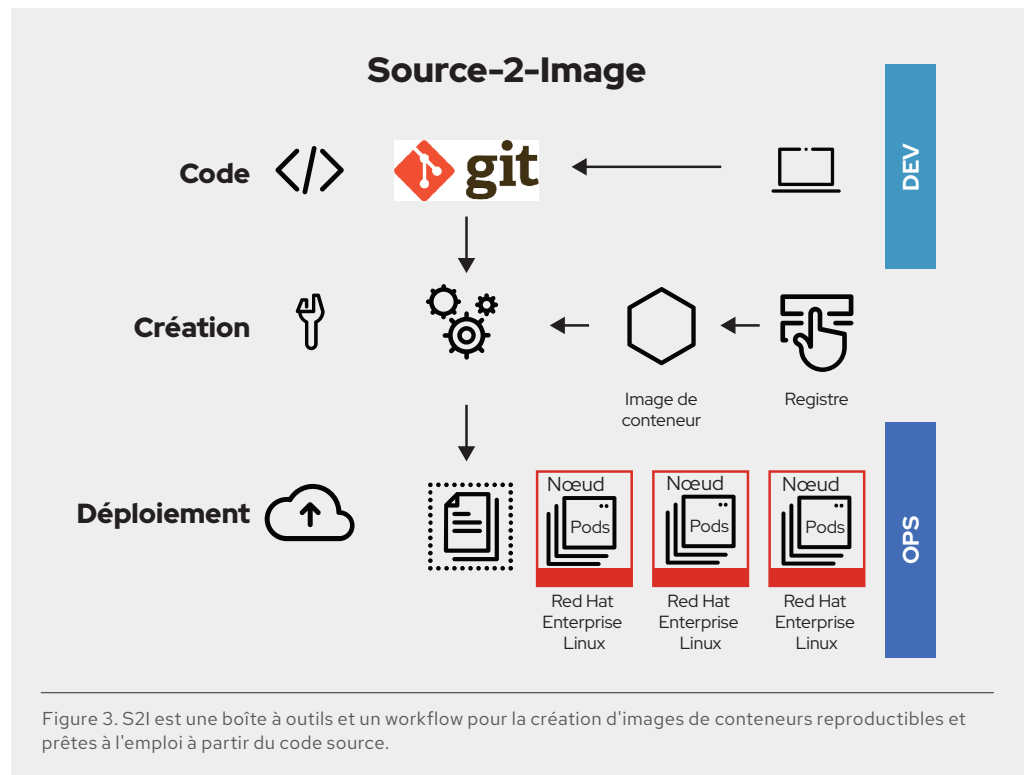 Source-2-Image
Code
git
DEV
Création
Image de
conteneur
Registre
Déploiement
Nœud
Pods
Red Hat
Enterprise
Linux
Nœud
Pods
Red Hat
Enterprise
Linux
Nœud
Pods
Red Hat
Enterprise
Linux
OPS
Figure 3. S2I est une boîte à outils et un workflow pour la création d'images de conteneurs reproductibles et
prêtes à l'emploi à partir du code source.